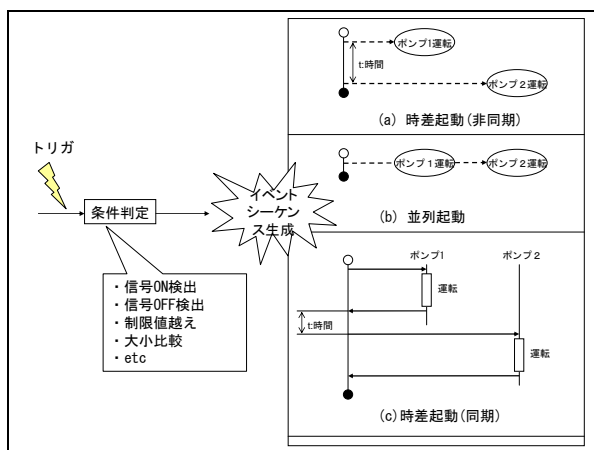 トリガ
条件判定
・信号ON検出
・信号OFF検出
・制限値越え
・大小比較
・etc
イベント
シーケン
ス生成
ポンプ1運転
t:時間
ポンプ２運転
(a) 時差起動(非同期)
ポンプ１運転
ポンプ２運転
(b) 並列起動
ポンプ1
ポンプ２
運転
t:時間
運転
(c)時差起動(同期)